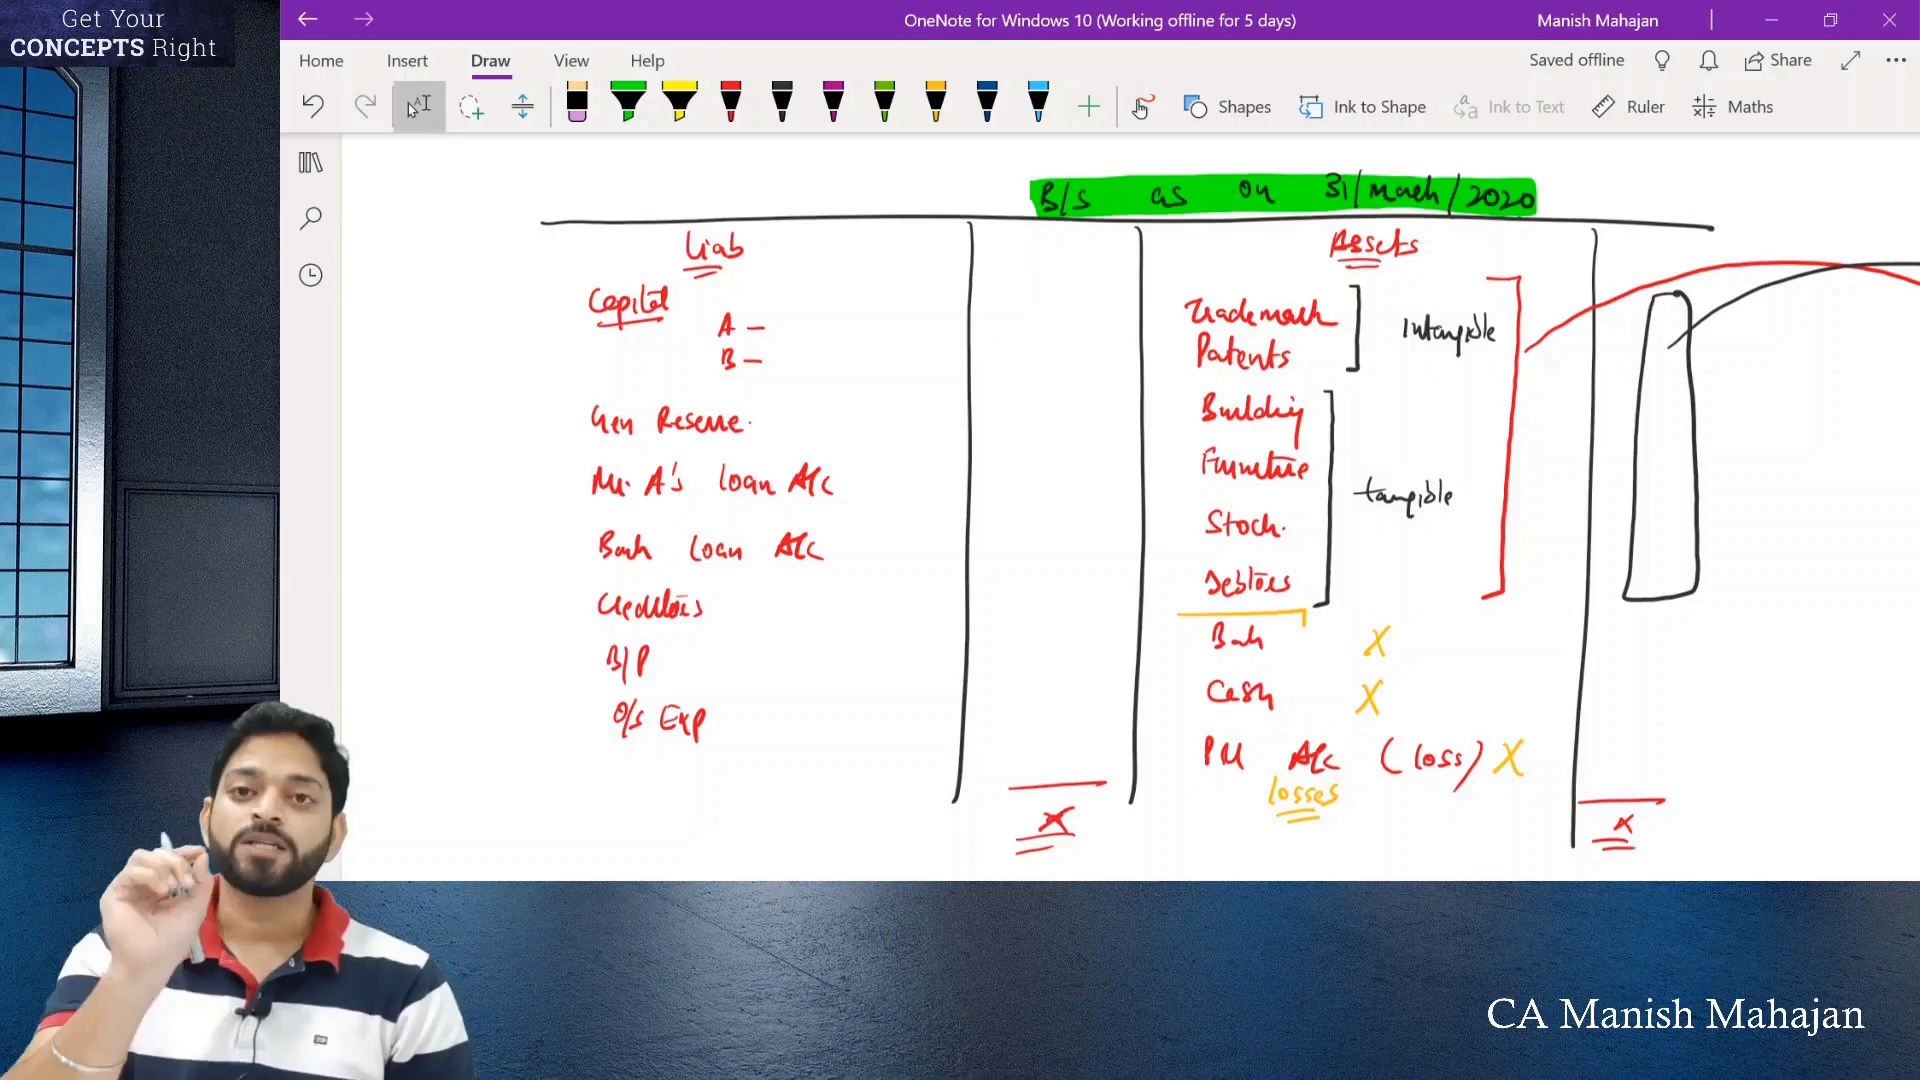 Get Your
CONCEPTS Right
OneNote for Windows 10 (Working offline for 5 days)
Manish Mahajan
Home Insert Draw View Help
Saved offline
Share
Shapes
Ink to Shape
Ink to Text
Ruler
Maths
B/S as on 31/March/2020
Liab
Assets
Capital
A –
B –
Gen Reserve.
Mr. A's loan A/c
Bank loan A/c
Creditors
B/P
O/s Exp
X
Trademark
Patents
Intangible
Building
Furniture
Stock.
Debtors
tangible
Bank X
Cash X
P&L A/c (loss) X
losses
X
CA Manish Mahajan